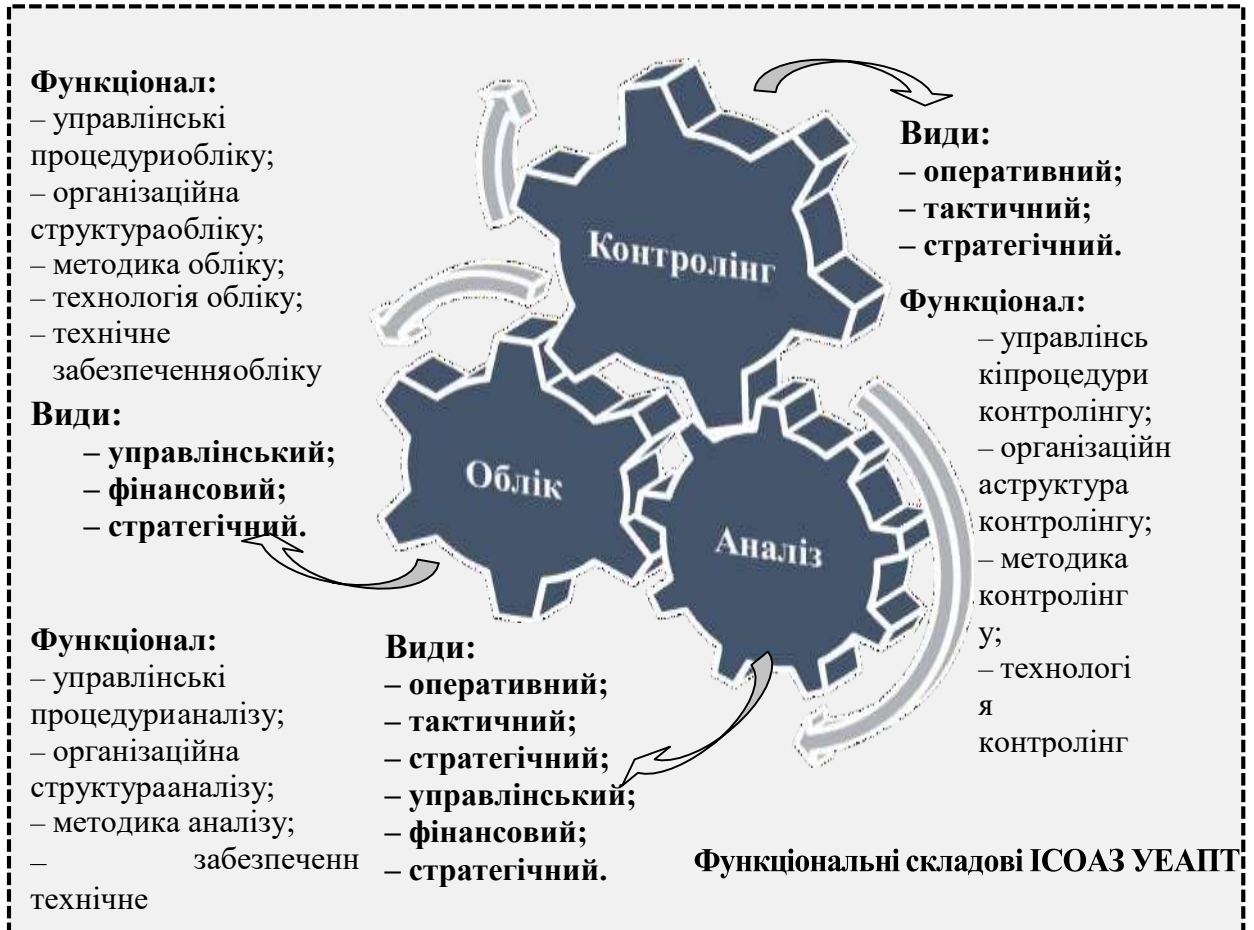 Функціонал:
– управлінські
процедуриобліку;
– організаційна
структураобліку;
– методика обліку;
– технологія обліку;
– технічне
забезпеченняобліку
Види:
– управлінський;
– фінансовий;
– стратегічний.
Контролінг
Облік
Аналіз
Види:
– оперативний;
– тактичний;
– стратегічний.
Функціонал:
– управлінсь
кіпроцедури
контролінгу;
– організаційн
аструктура
контролінгу;
– методика
контролінг
у;
– технологі
я
контролінг
Функціонал:
– управлінські
процедурианалізу;
– організаційна
структурааналізу;
– методика аналізу;
– забезпеченн
технічне
Види:
– оперативний;
– тактичний;
– стратегічний;
– управлінський;
– фінансовий;
– стратегічний.
Функціональні складові ІСОАЗ УЕАПТ